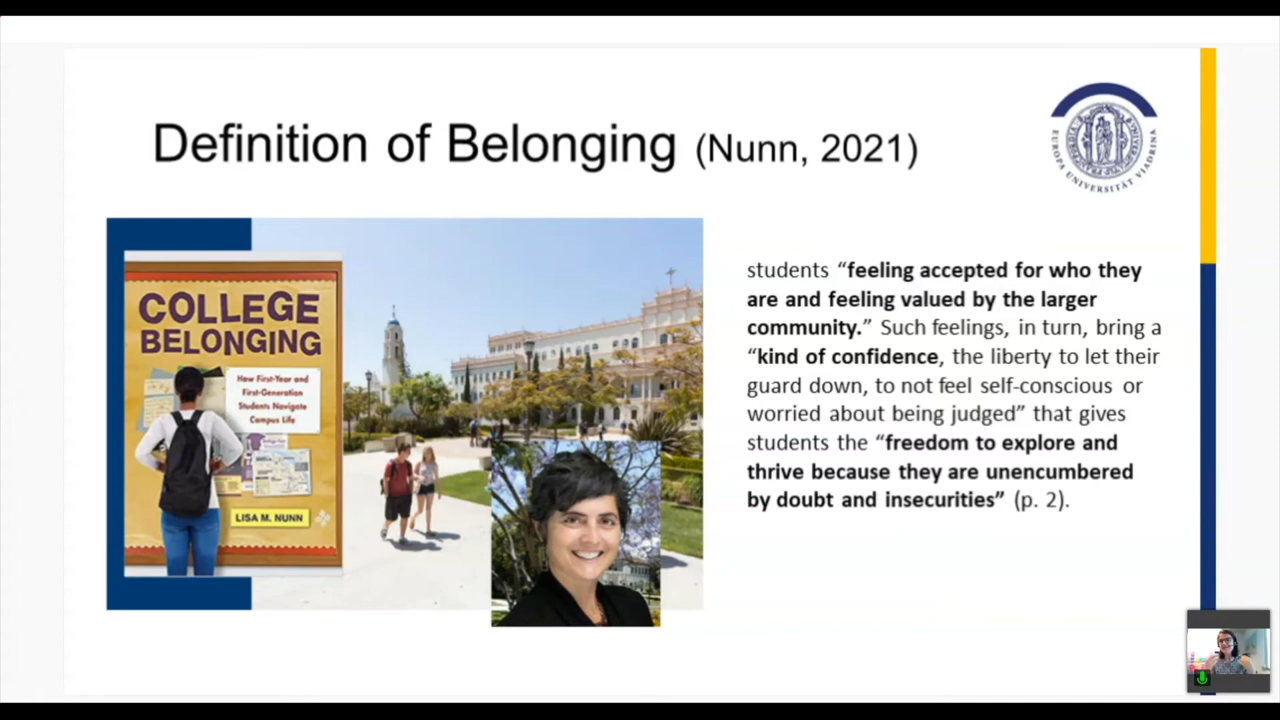 Definition of Belonging (Nunn, 2021)
EUROPA UNIVERSITÄT VIADRINA
COLLEGE
BELONGING
How First-Year and
First-Generation
Students Navigate
Campus Life
LISA M. NUNN
students “feeling accepted for who they
are and feeling valued by the larger
community.” Such feelings, in turn, bring a
“kind of confidence, the liberty to let their
guard down, to not feel self-conscious or
worried about being judged” that gives
students the “freedom to explore and
thrive because they are unencumbered
by doubt and insecurities” (p. 2).